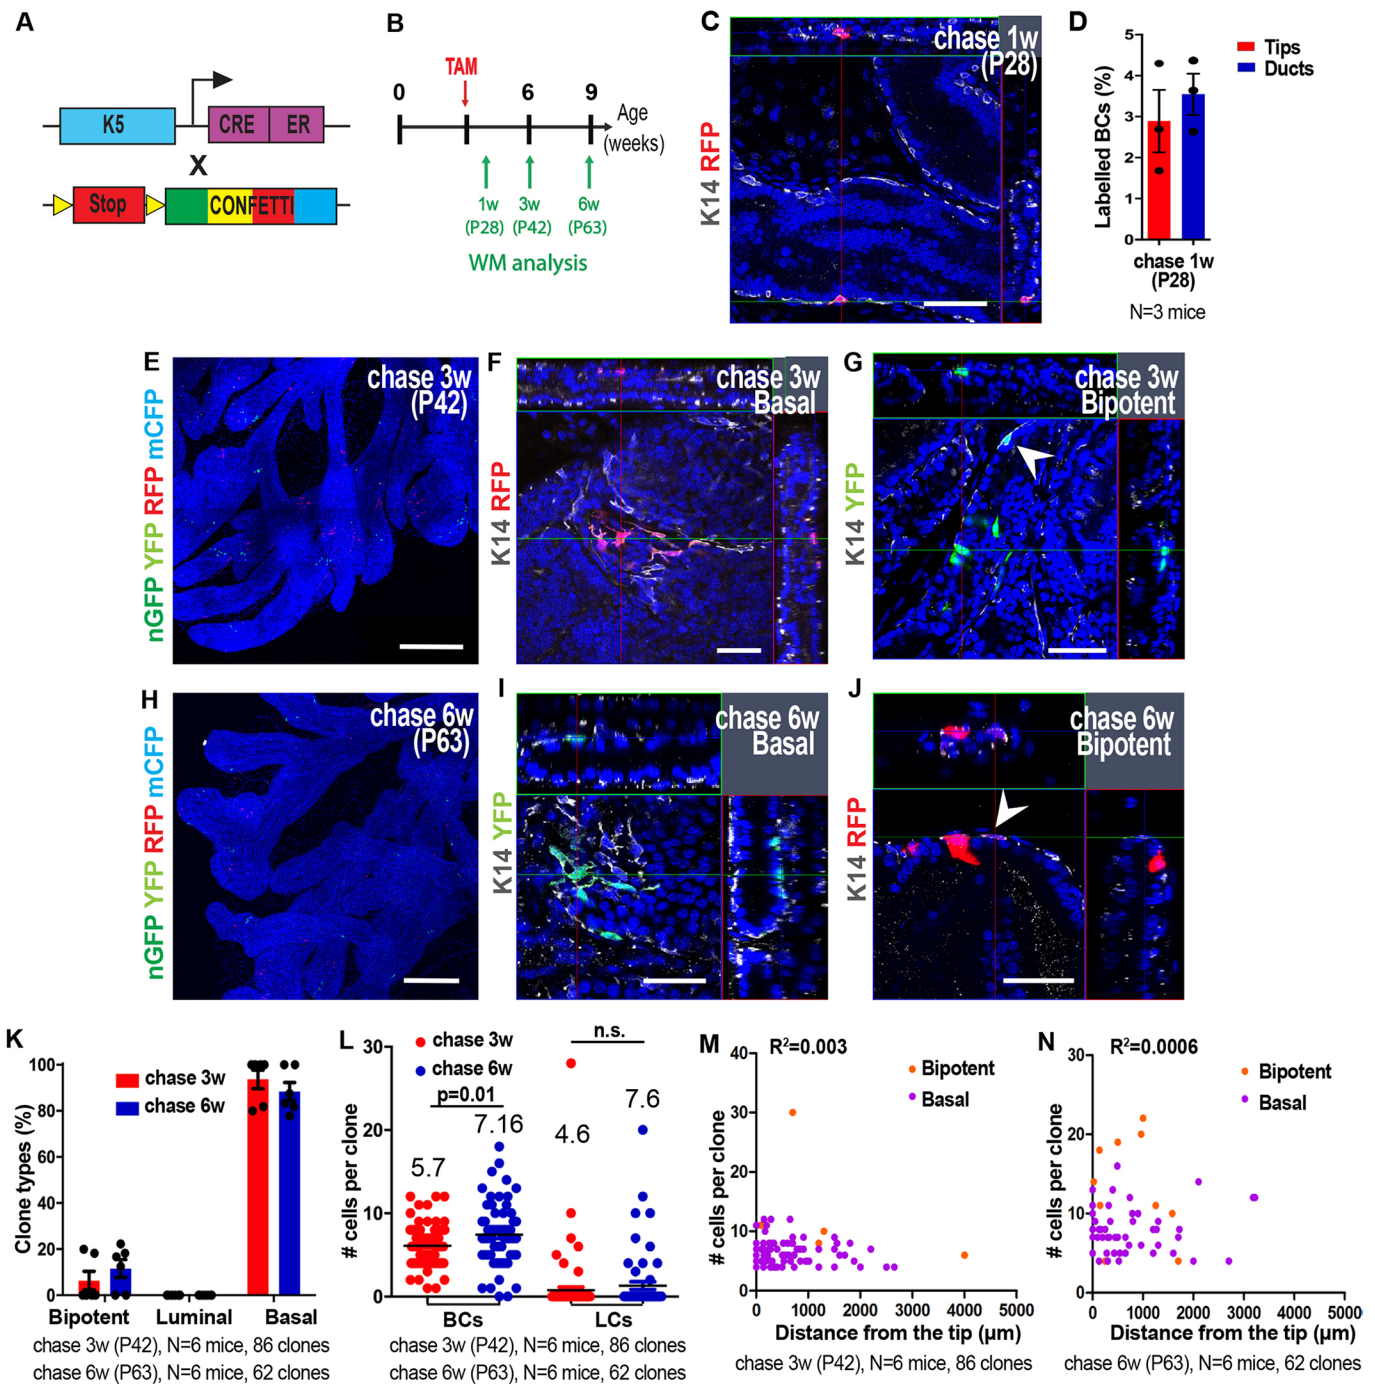 A
K5
CRE
ER
X
Stop
CONFETTI
B
TAM
0
6
9
Age
(weeks)
1w
3w
6w
(P28)
(P42)
(P63)
WM analysis
C
chase 1w
(P28)
K14 RFP
D
5
4
3
2
1
0
Labelled BCs (%)
Tips
Ducts
chase 1w
(P28)
N=3 mice
E
chase 3w
(P42)
nGFP YFP RFP mCFP
F
chase 3w
Basal
K14 RFP
G
chase 3w
Bipotent
K14 YFP
H
chase 6w
(P63)
nGFP YFP RFP mCFP
I
chase 6w
Basal
K14 YFP
J
chase 6w
Bipotent
K14 RFP
K
100
80
60
40
20
0
Clone types (%)
chase 3w
chase 6w
Bipotent
Luminal
Basal
chase 3w (P42), N=6 mice, 86 clones
chase 6w (P63), N=6 mice, 62 clones
L
30
20
10
0
# cells per clone
chase 3w
chase 6w
p=0.01
n.s.
5.7
7.16
4.6
7.6
BCs
LCs
chase 3w (P42), N=6 mice, 86 clones
chase 6w (P63), N=6 mice, 62 clones
M
R²=0.003
40
30
20
10
0
# cells per clone
Bipotent
Basal
0 1000 2000 3000 4000 5000
Distance from the tip (μm)
chase 3w (P42), N=6 mice, 86 clones
N
R²=0.0006
30
20
10
0
# cells per clone
Bipotent
Basal
0 1000 2000 3000 4000 5000
Distance from the tip (μm)
chase 6w (P63), N=6 mice, 62 clones